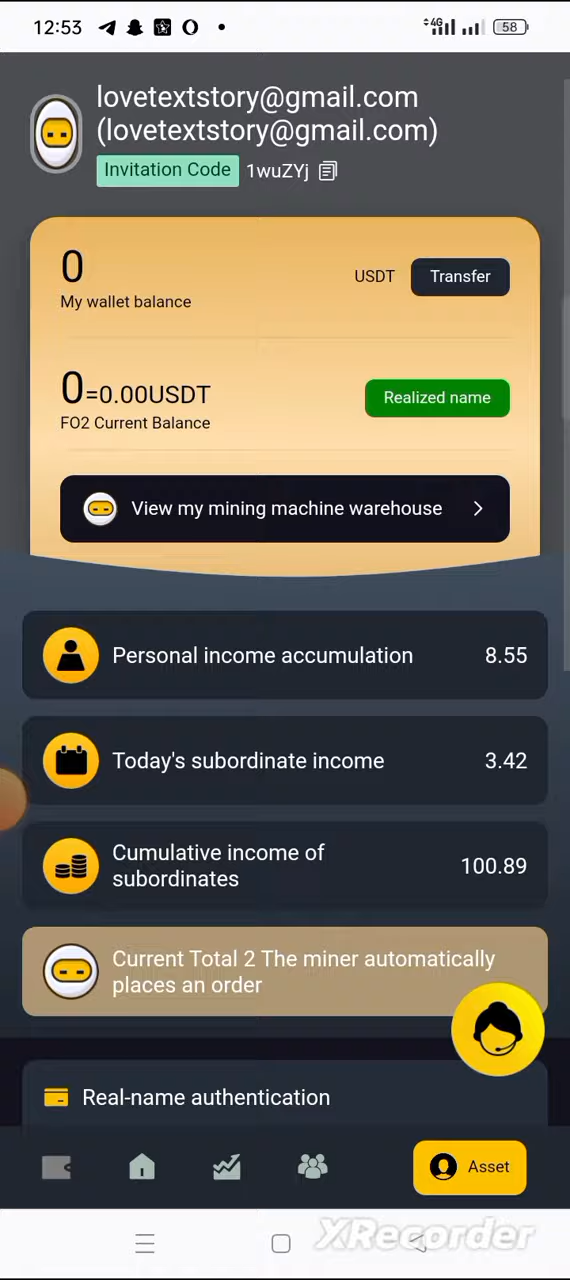 12:53 4G 58
lovetextstory@gmail.com
(lovetextstory@gmail.com)
Invitation Code 1wuZYj
0 USDT Transfer
My wallet balance
0=0.00USDT Realized name
FO2 Current Balance
View my mining machine warehouse
Personal income accumulation 8.55
Today's subordinate income 3.42
Cumulative income of
subordinates 100.89
Current Total 2 The miner automatically
places an order
Real-name authentication
Asset
XRecorder